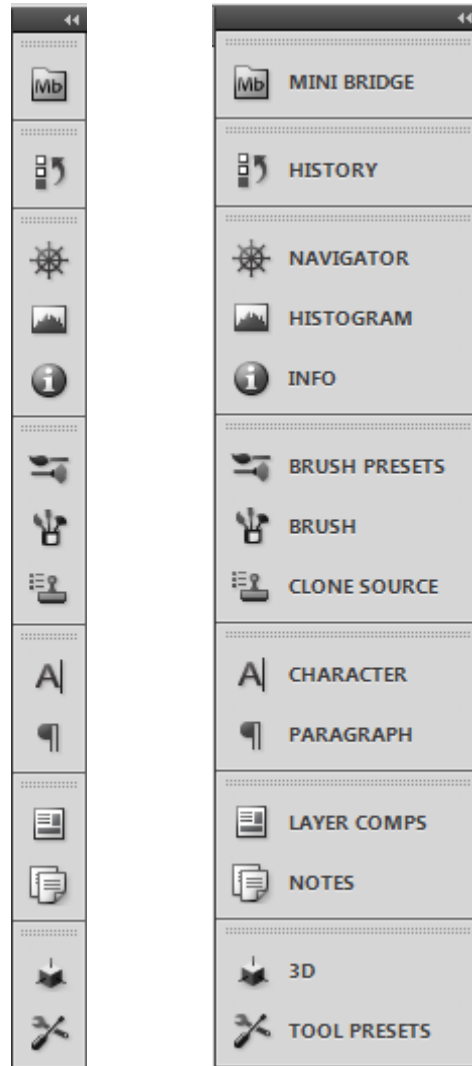 Mb
Mb MINI BRIDGE
HISTORY
NAVIGATOR
HISTOGRAM
INFO
BRUSH PRESETS
BRUSH
CLONE SOURCE
A CHARACTER
PARAGRAPH
LAYER COMPS
NOTES
3D
TOOL PRESETS